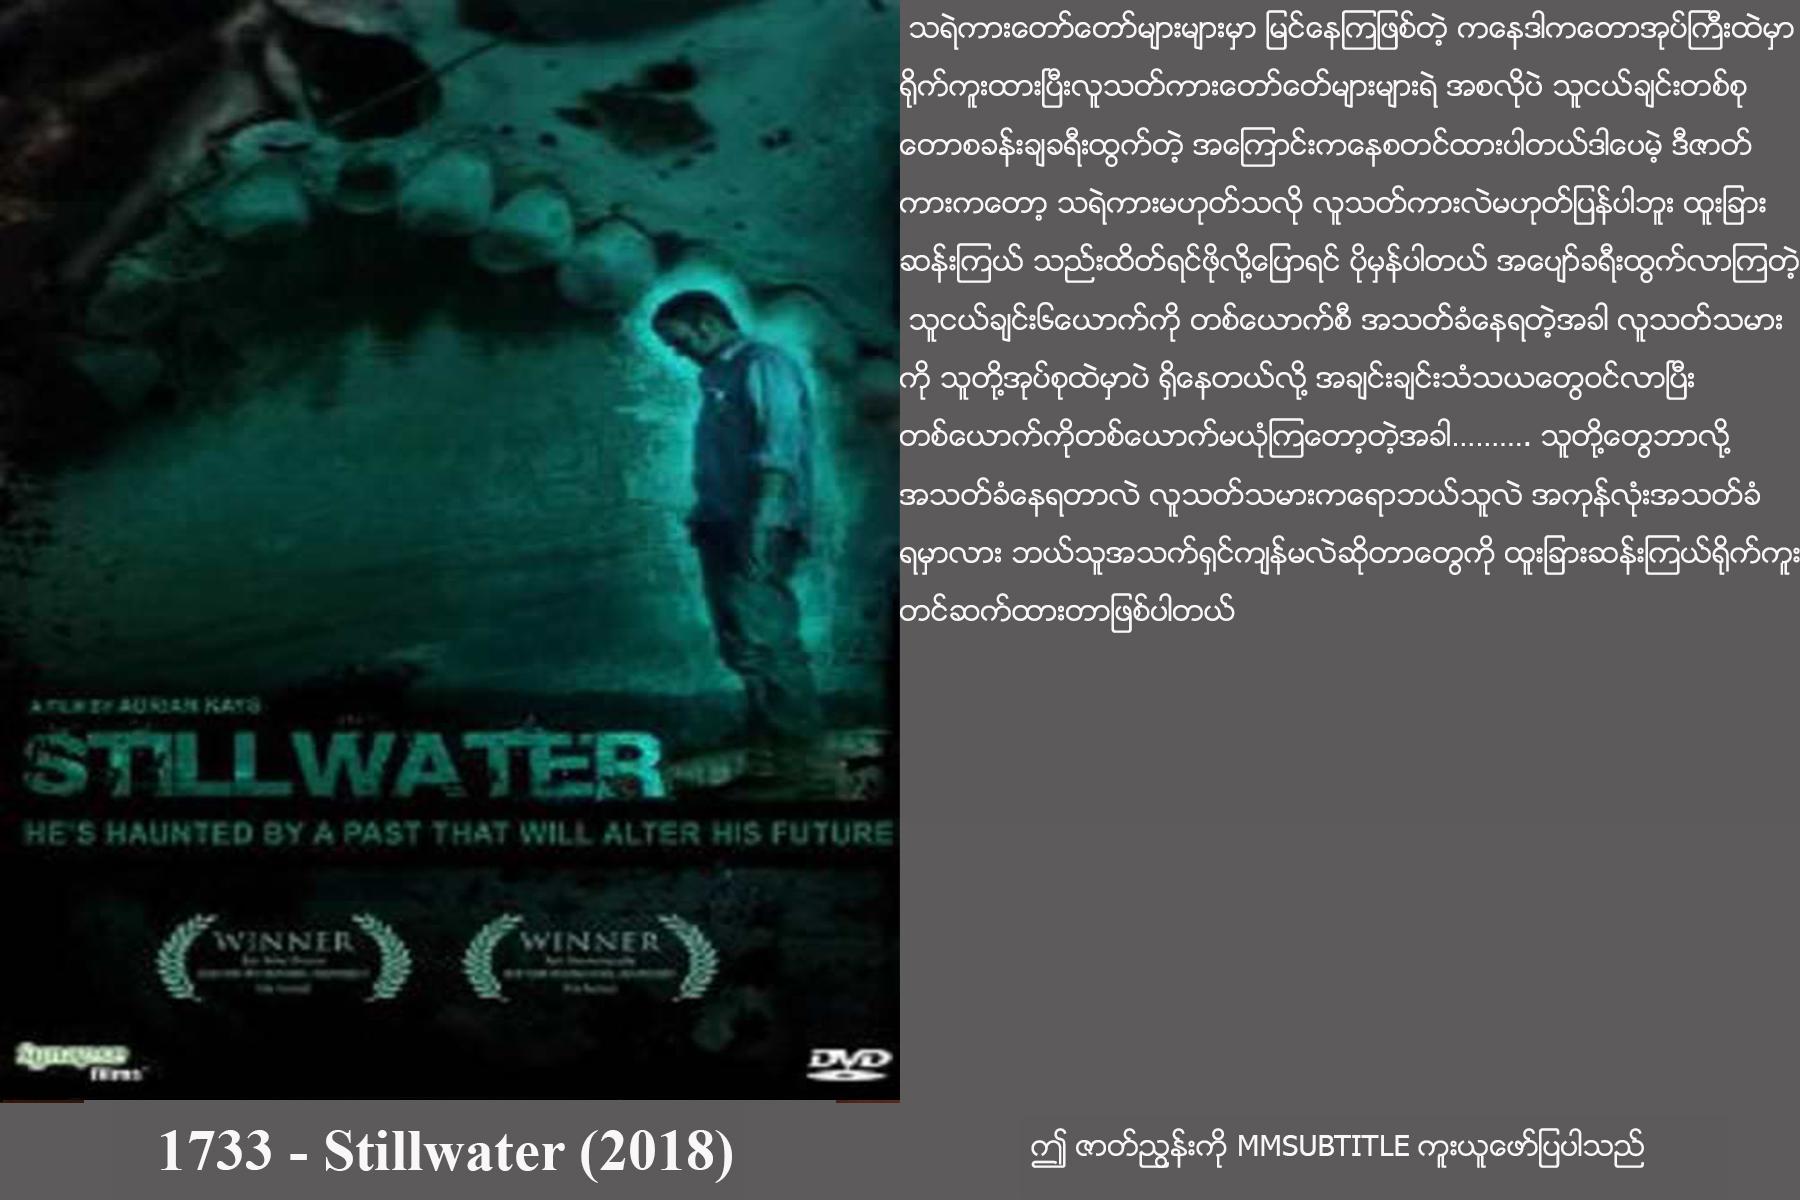 သရဲကားတော်တော်များများမှာ မြင်နေကြဖြစ်တဲ့ ကနေဒါကတောအုပ်ကြီးထဲမှာ
ရိုက်ကူးထားပြီးလူသတ်ကားတော်တော်များများရဲ အစလိုပဲ သူငယ်ချင်းတစ်စု
တောစခန်းချခရီးထွက်တဲ့ အကြောင်းကနေစတင်ထားပါတယ်ဒါပေမဲ့ ဒီဇာတ်
ကားကတော့ သရဲကားမဟုတ်သလို လူသတ်ကားလဲမဟုတ်ပြန်ပါဘူး ထူးခြား
ဆန်းကြယ် သည်းထိတ်ရင်ဖိုလို့ပြောရင် ပိုမှန်ပါတယ် အပျော်ခရီးထွက်လာကြတဲ့
သူငယ်ချင်း၆ယောက်ကို တစ်ယောက်စီ အသတ်ခံနေရတဲ့အခါ လူသတ်သမား
ကို သူတို့အုပ်စုထဲမှာပဲ ရှိနေတယ်လို့ အချင်းချင်းသံသယတွေဝင်လာပြီး
တစ်ယောက်ကိုတစ်ယောက်မယုံကြတော့တဲ့အခါ.......... သူတို့တွေဘာလို့
အသတ်ခံနေရတာလဲ လူသတ်သမားကရောဘယ်သူလဲ အကုန်လုံးအသတ်ခံ
ရမှာလား ဘယ်သူအသက်ရှင်ကျန်မလဲဆိုတာတွေကို ထူးခြားဆန်းကြယ်ရိုက်ကူး
တင်ဆက်ထားတာဖြစ်ပါတယ်
A FILM BY ADRIAN KAYS
STILLWATER
HE'S HAUNTED BY A PAST THAT WILL ALTER HIS FUTURE
WINNER
WINNER
films
DVD
1733 - Stillwater (2018)
ဤ ဇာတ်ညွန်းကို MMSUBTITLE ကူးယူဖော်ပြပါသည်